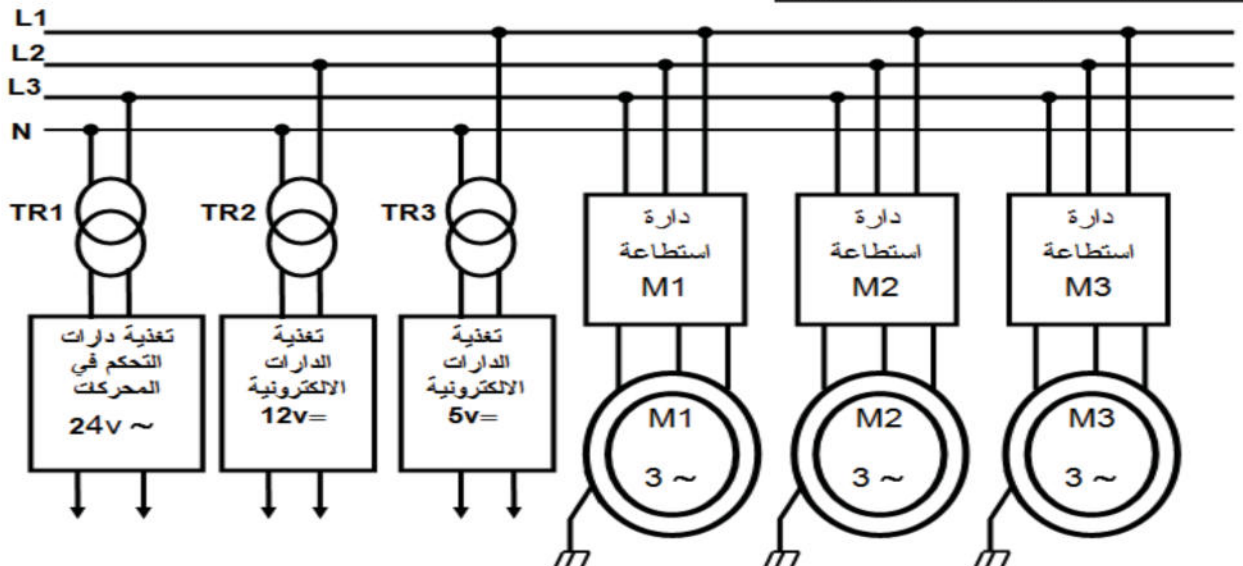 L1
L2
L3
N
TR1
TR2
TR3
تغذية دارات
التحكم في
المحركات
24v ~
تغذية
الدارات
الالكترونية
12v=
تغذية
الدارات
الالكترونية
5v=
دارة
استطاعة
M1
دارة
استطاعة
M2
دارة
استطاعة
M3
M1
3 ~
M2
3 ~
M3
3 ~